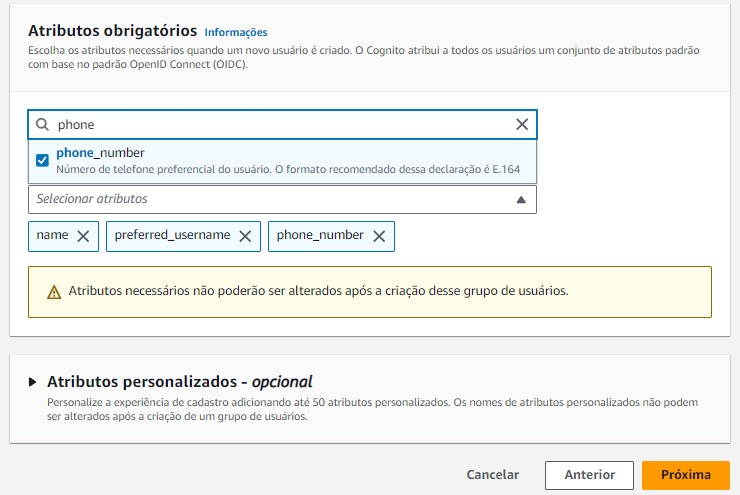 Atributos obrigatórios Informações
Escolha os atributos necessários quando um novo usuário é criado. O Cognito atribui a todos os usuários um conjunto de atributos padrão
com base no padrão OpenID Connect (OIDC).
phone
phone_number
Número de telefone preferencial do usuário. O formato recomendado dessa declaração é E.164
Selecionar atributos
name preferred_username phone_number
Atributos necessários não poderão ser alterados após a criação desse grupo de usuários.
Atributos personalizados - opcional
Personalize a experiência de cadastro adicionando até 50 atributos personalizados. Os nomes de atributos personalizados não podem
ser alterados após a criação de um grupo de usuários.
Cancelar Anterior Próxima